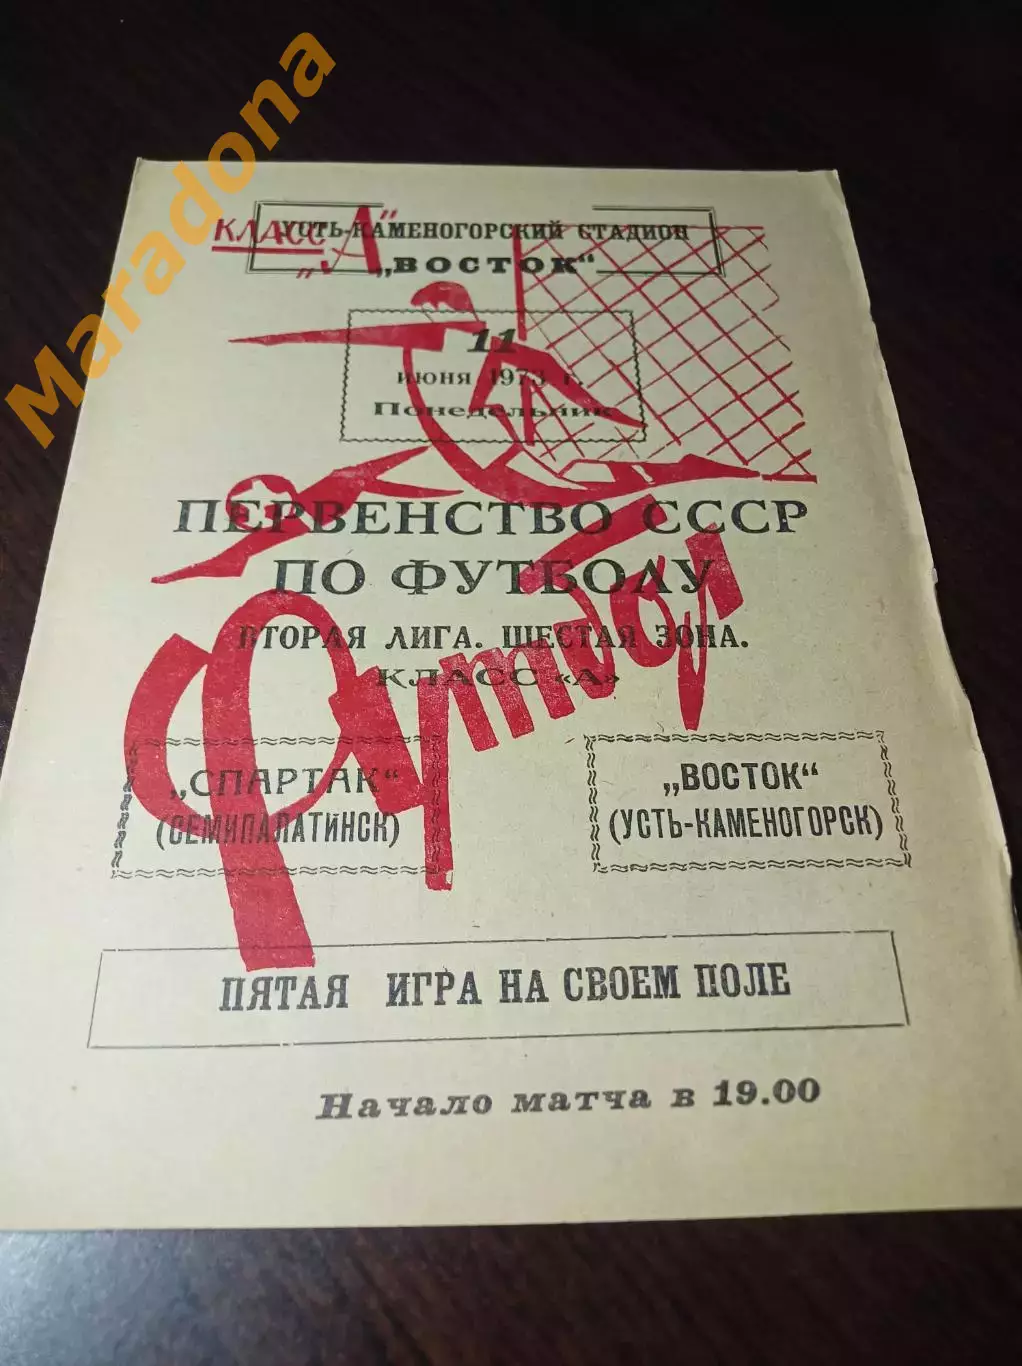 Maradona
УСТЬ-КАМЕНОГОРСКИЙ СТАДИОН
КЛАСС „А“
„ВОСТОК“
11
июня 1973 г.
Понедельник
ПЕРВЕНСТВО СССР
ПО ФУТБОЛУ
Футбол
ВТОРАЯ ЛИГА. ШЕСТАЯ ЗОНА.
КЛАСС «А»
„СПАРТАК“
(СЕМИПАЛАТИНСК)
„ВОСТОК“
(УСТЬ-КАМЕНОГОРСК)
ПЯТАЯ ИГРА НА СВОЕМ ПОЛЕ
Начало матча в 19.00